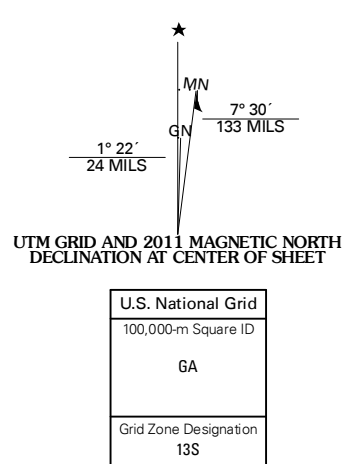 ★
MN
GN
7° 30´
133 MILS
1° 22´
24 MILS
UTM GRID AND 2011 MAGNETIC NORTH
DECLINATION AT CENTER OF SHEET
U.S. National Grid
100,000-m Square ID
GA
Grid Zone Designation
13S